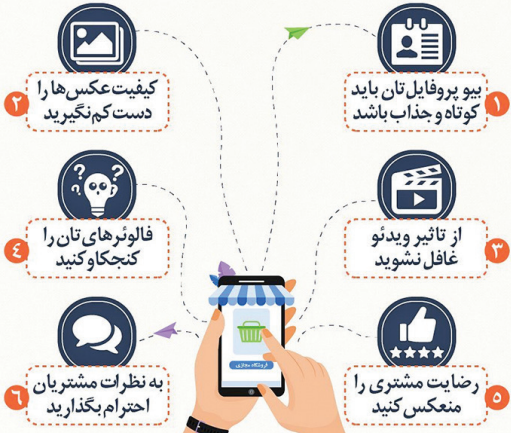 ۱
بیو پروفایل‌تان باید
کوتاه و جذاب باشد
۲
کیفیت عکس‌ها را
دست کم نگیرید
۳
از تاثیر ویدئو
غافل نشوید
۴
فالوئرهای تان را
کنجکاو کنید
۵
رضایت مشتری را
منعکس کنید
۶
به نظرات مشتریان
احترام بگذارید
فروشگاه مجازی